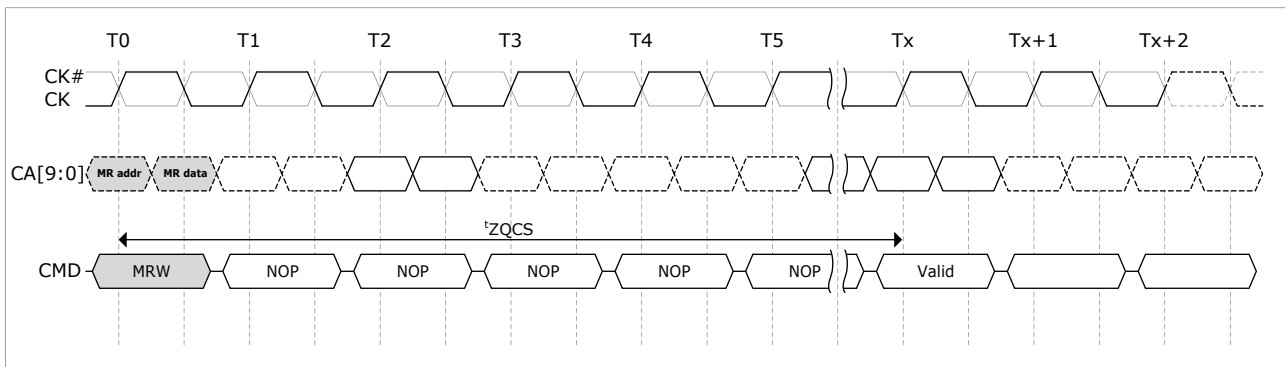 T0 T1 T2 T3 T4 T5 Tx Tx+1 Tx+2
CK#
CK
CA[9:0] MR addr MR data
tZQCS
CMD MRW NOP NOP NOP NOP NOP Valid